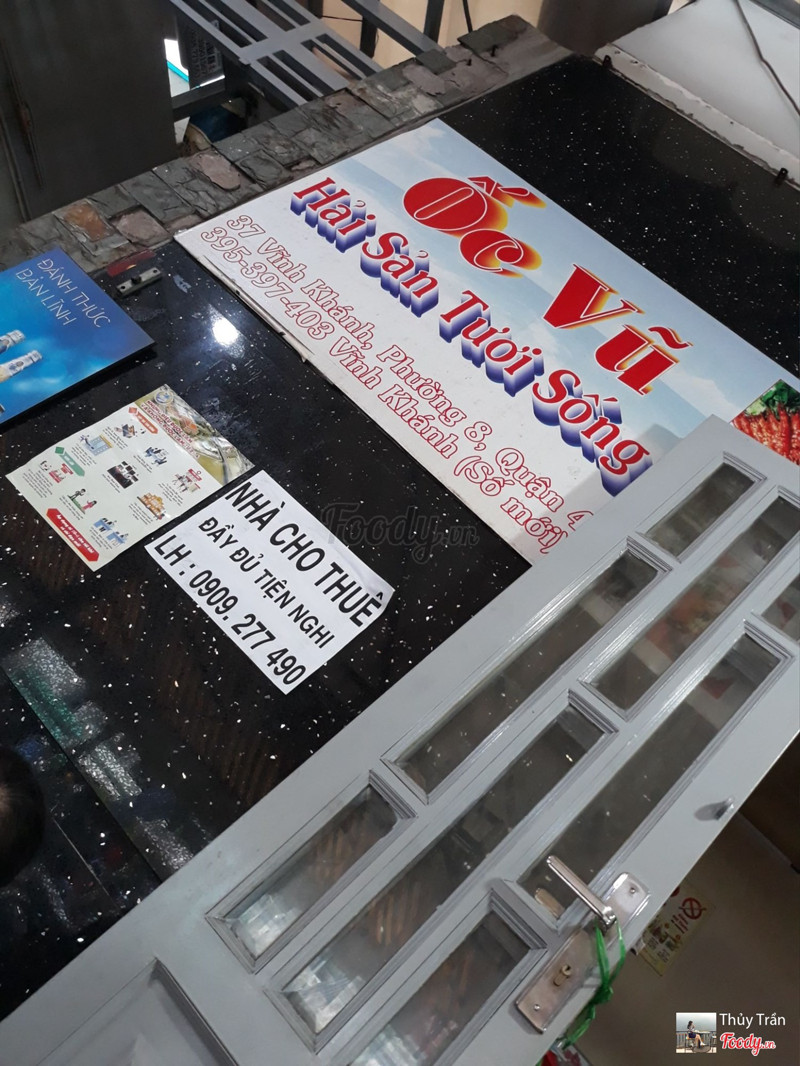 Ốc Vũ
Hải Sản Tươi Sống
37 Vĩnh Khánh, Phường 8, Quận 4
395-397-403 Vĩnh Khánh (Số mới)
ĐÁNH THỨC
BẢN LĨNH
NHÀ CHO THUÊ
ĐẦY ĐỦ TIỆN NGHI
LH : 0909. 277 490
Foody.vn
Thủy Trần
Foody.vn